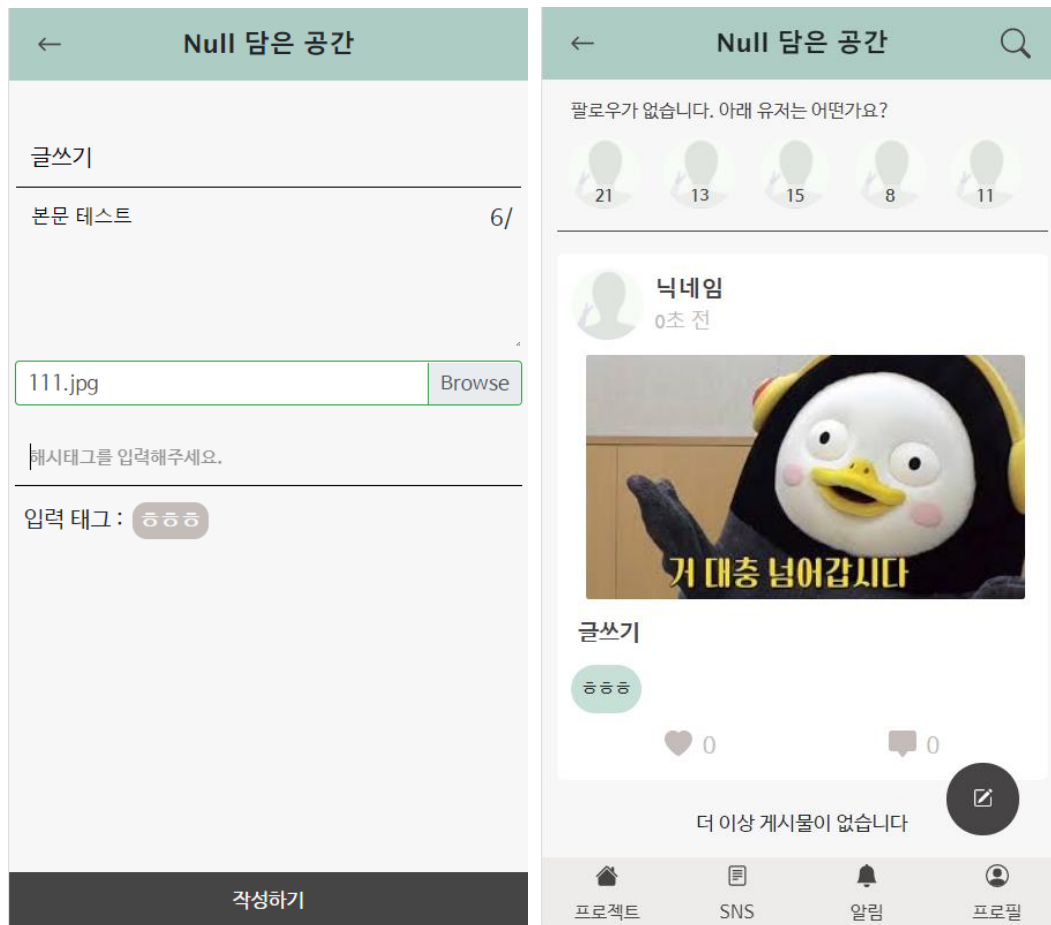 ← Null 담은 공간
글쓰기
본문 테스트 6/
111.jpg Browse
해시태그를 입력해주세요.
입력 태그 : ㅎㅎㅎ
작성하기
← Null 담은 공간
팔로우가 없습니다. 아래 유저는 어떤가요?
21 13 15 8 11
닉네임
0초 전
거 대충 넘어갑시다
글쓰기
ㅎㅎㅎ
0 0
더 이상 게시물이 없습니다
프로젝트 SNS 알림 프로필